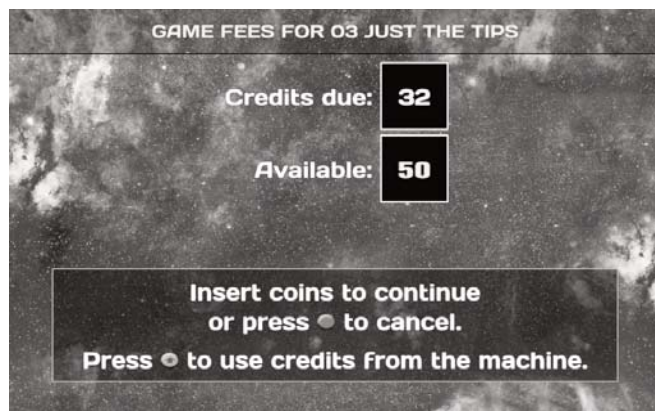 GAME FEES FOR 03 JUST THE TIPS
Credits due: 32
Available: 50
Insert coins to continue
or press to cancel.
Press to use credits from the machine.